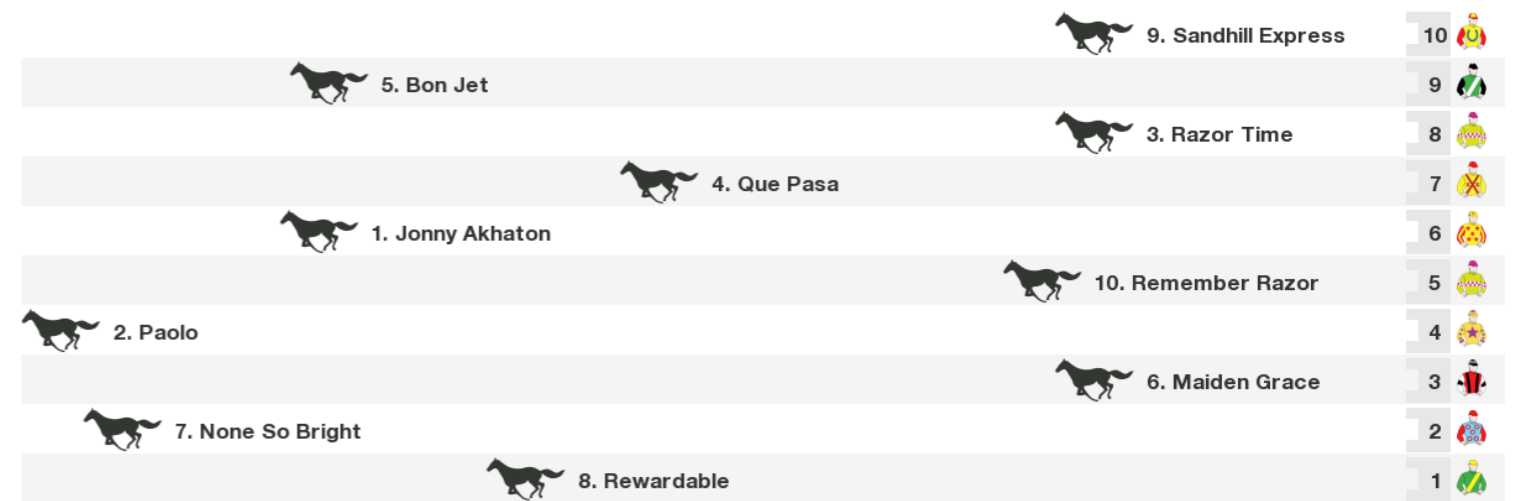 9. Sandhill Express 10
5. Bon Jet 9
3. Razor Time 8
4. Que Pasa 7
1. Jonny Akhaton 6
10. Remember Razor 5
2. Paolo 4
6. Maiden Grace 3
7. None So Bright 2
8. Rewardable 1